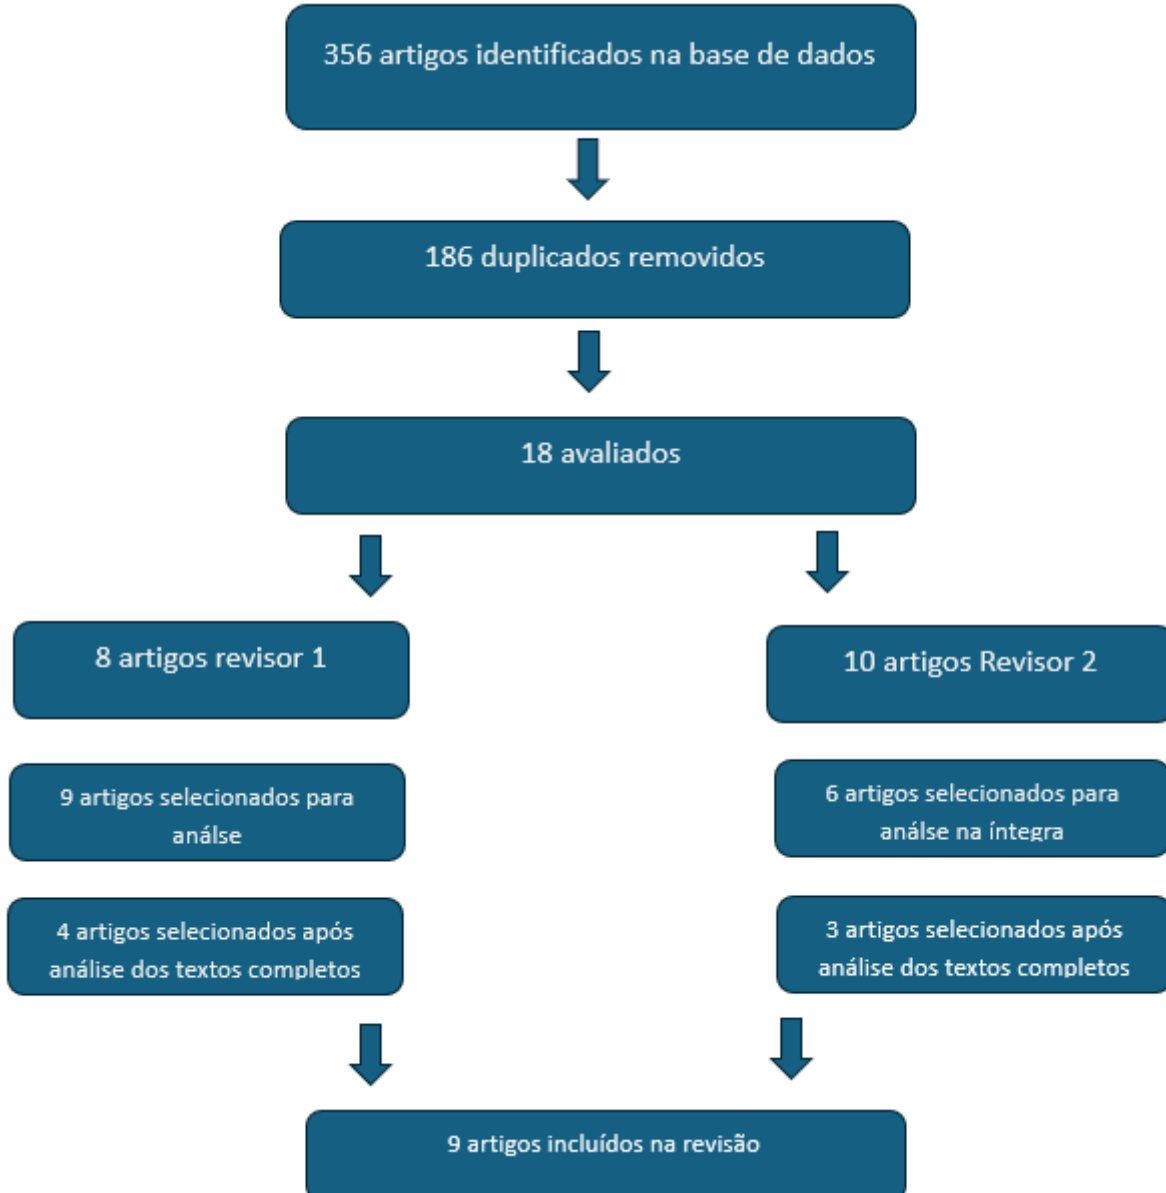 356 artigos identificados na base de dados
186 duplicados removidos
18 avaliados
8 artigos revisor 1
10 artigos Revisor 2
9 artigos selecionados para
análse
6 artigos selecionados para
análse na íntegra
4 artigos selecionados após
análise dos textos completos
3 artigos selecionados após
análise dos textos completos
9 artigos incluídos na revisão